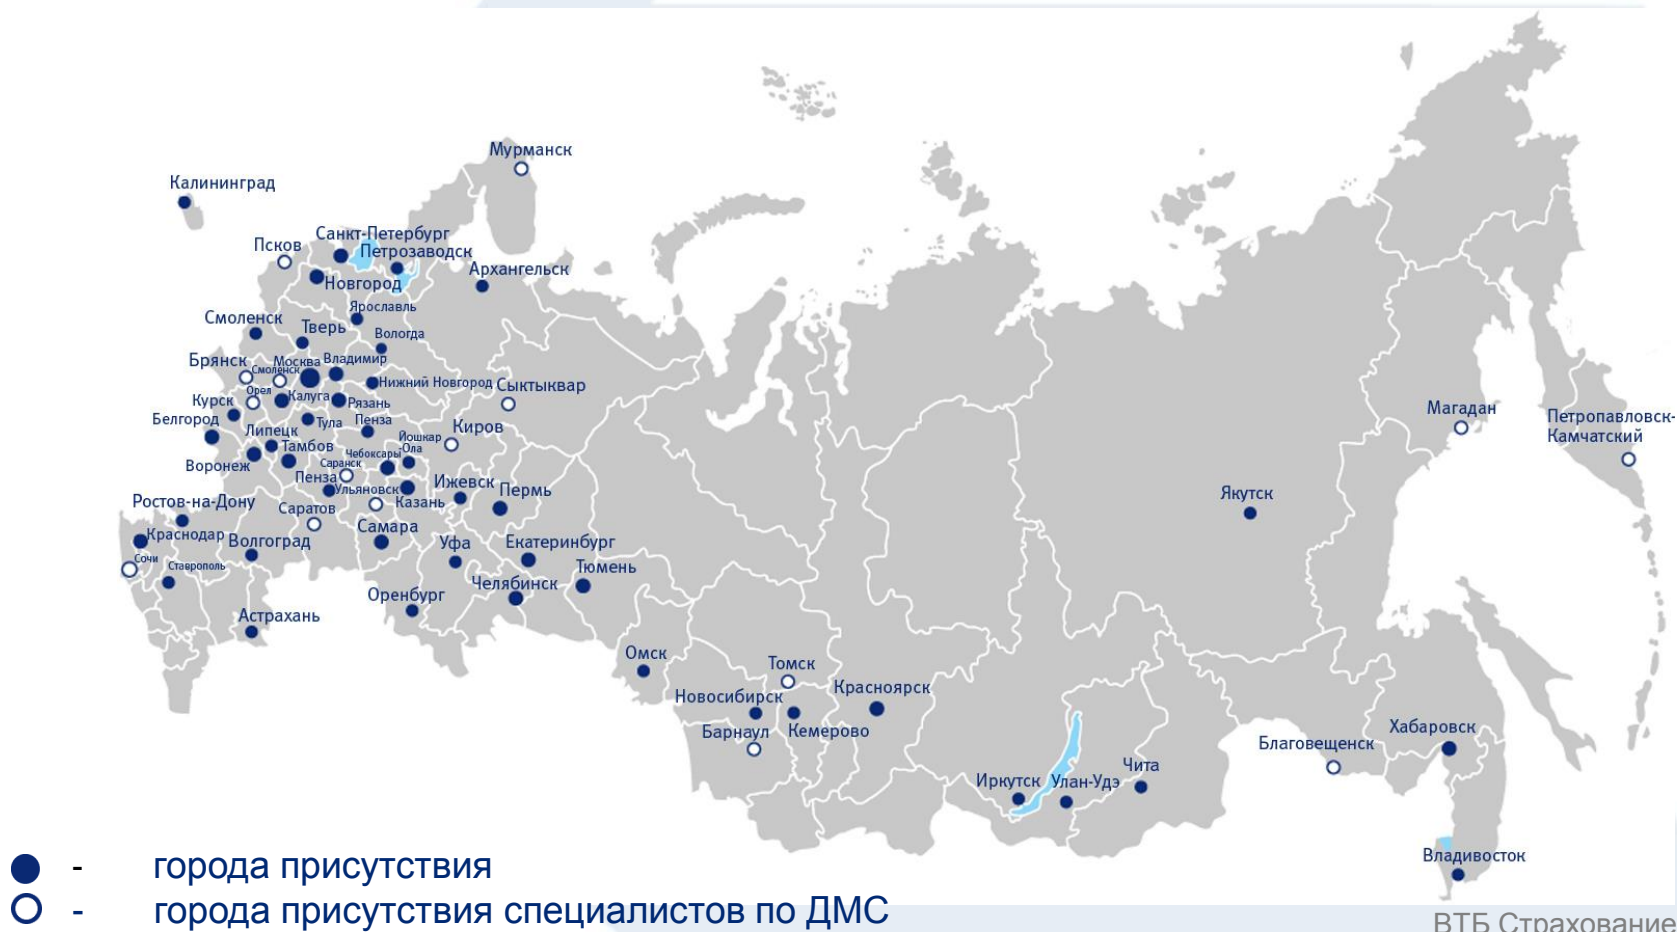 Мурманск
Калининград
Санкт-Петербург
Псков
Петрозаводск
Архангельск
Новгород
Ярославль
Смоленск
Тверь
Вологда
Брянск
Москва
Владимир
Смоленск
Нижний Новгород
Сыктывкар
Орел
Калуга
Рязань
Курск
Белгород
Тула
Пенза
Киров
Липецк
Йошкар
-Ола
Тамбов
Чебоксары
Воронеж
Саранск
Пенза
Ульяновск
Казань
Ижевск
Пермь
Ростов-на-Дону
Саратов
Самара
Краснодар
Волгоград
Уфа
Екатеринбург
Сочи
Ставрополь
Челябинск
Тюмень
Оренбург
Астрахань
Магадан
Петропавловск-
Камчатский
Якутск
Омск
Томск
Новосибирск
Красноярск
Барнаул
Кемерово
Иркутск
Улан-Удэ
Чита
Благовещенск
Хабаровск
Владивосток
- города присутствия
- города присутствия специалистов по ДМС
ВТБ Страхование